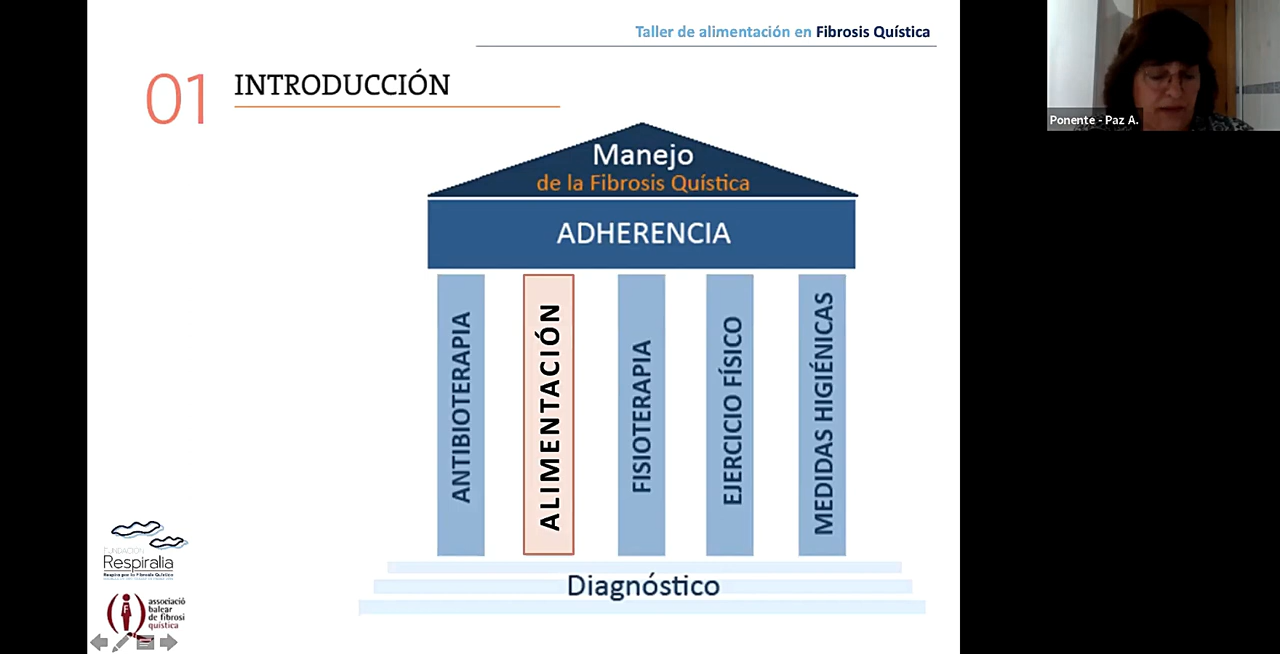 Taller de alimentación en Fibrosis Quística
01 INTRODUCCIÓN
Manejo
de la Fibrosis Quística
ADHERENCIA
ANTIBIOTERAPIA
ALIMENTACIÓN
FISIOTERAPIA
EJERCICIO FÍSICO
MEDIDAS HIGIÉNICAS
Diagnóstico
FUNDACIÓN
Respiralia
Respira por la Fibrosis Quística
associació
balear
de fibrosi
quística
Ponente - Paz A.